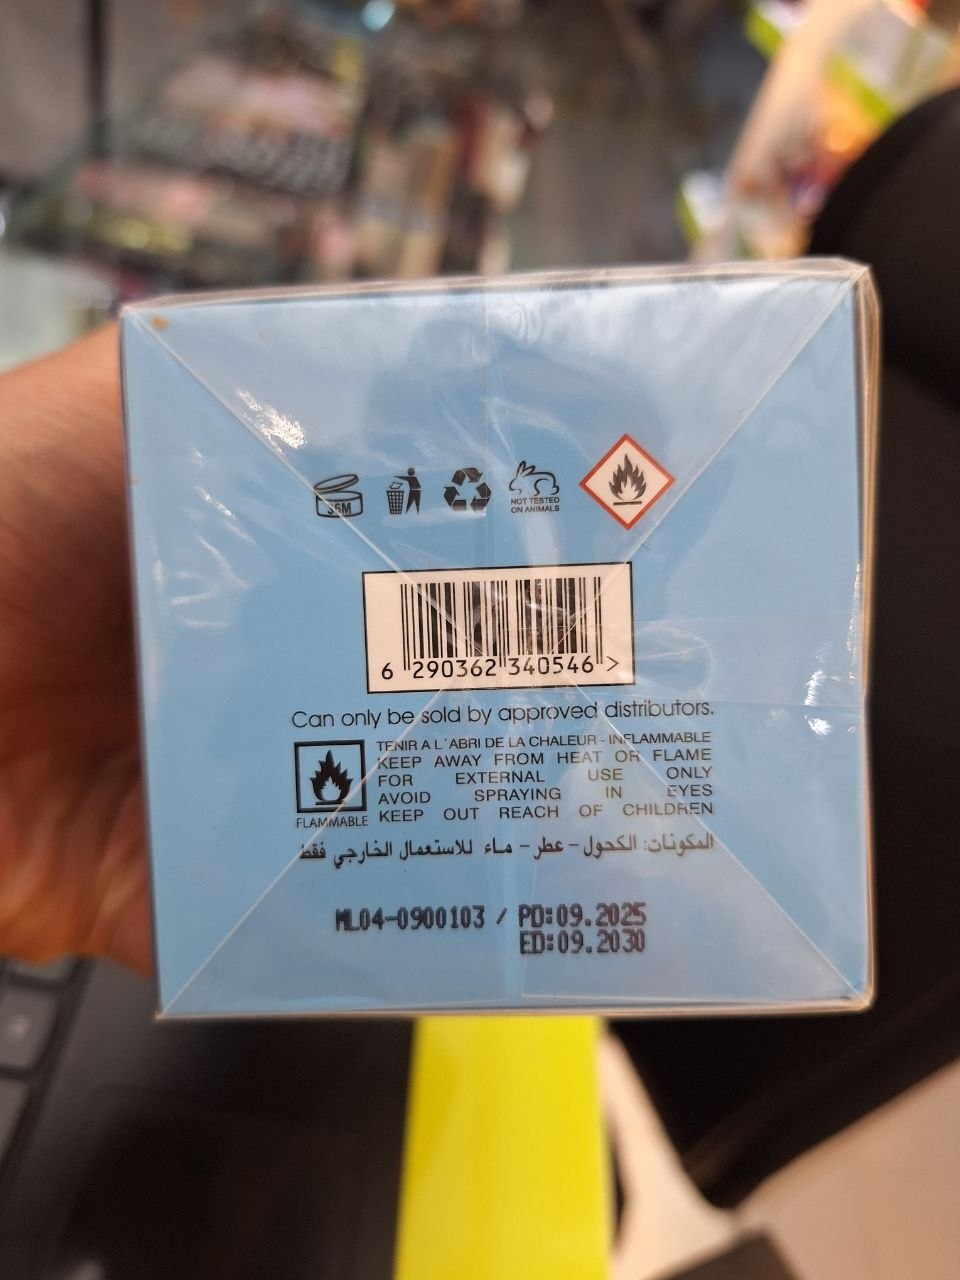 36M
NOT TESTED
ON ANIMALS
6 290362 340546 >
Can only be sold by approved distributors.
TENIR A L´ABRI DE LA CHALEUR - INFLAMMABLE
KEEP AWAY FROM HEAT OR FLAME
FOR EXTERNAL USE ONLY
AVOID SPRAYING IN EYES
KEEP OUT REACH OF CHILDREN
FLAMMABLE
المكونات: الكحول - عطر - ماء للاستعمال الخارجي فقط
ML04-0900103 / PD:09.2025
ED:09.2030